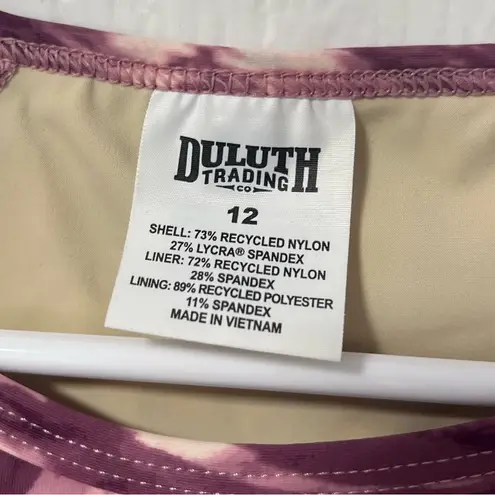 DULUTH
TRADING
CO
12
SHELL: 73% RECYCLED NYLON
27% LYCRA® SPANDEX
LINER: 72% RECYCLED NYLON
28% SPANDEX
LINING: 89% RECYCLED POLYESTER
11% SPANDEX
MADE IN VIETNAM